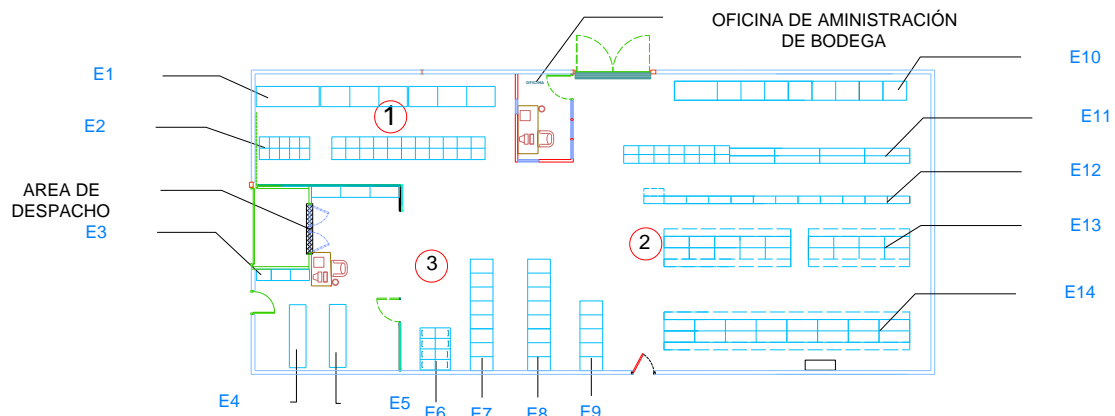 OFICINA DE AMINISTRACIÓN
DE BODEGA
E1
E10
OFICINA
1
E2
E11
E12
AREA DE
DESPACHO
E3
E13
2
3
E14
E4
E5
E6
E7
E8
E9